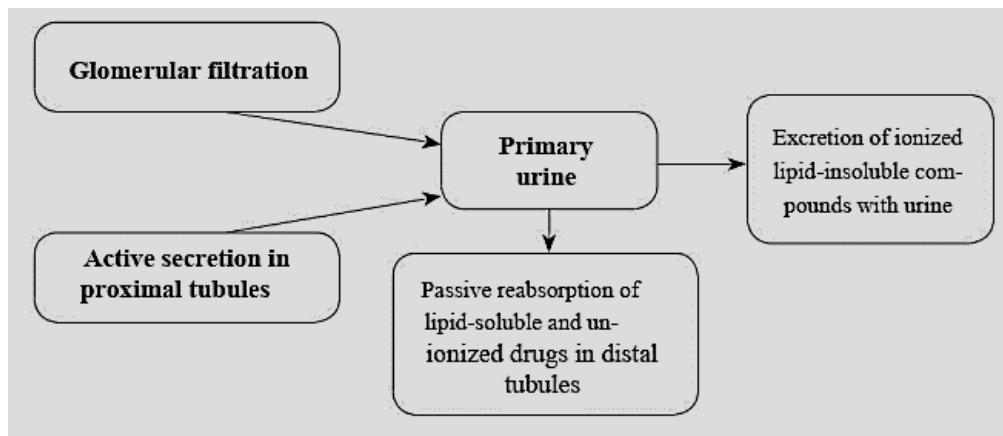 Glomerular filtration
Active secretion in
proximal tubules
Primary
urine
Excretion of ionized
lipid-insoluble com-
pounds with urine
Passive reabsorption of
lipid-soluble and un-
ionized drugs in distal
tubules